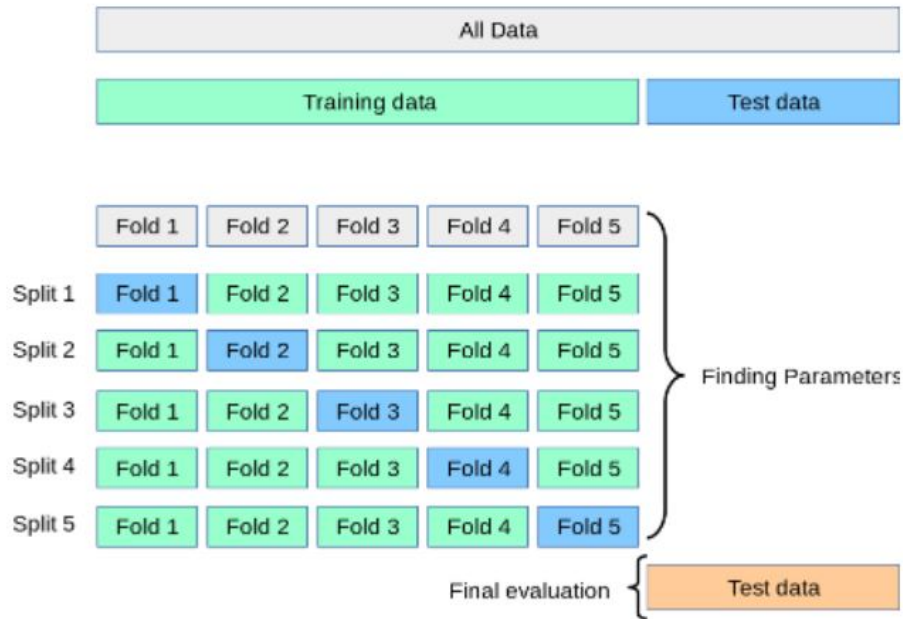 All Data
Training data Test data
Fold 1 Fold 2 Fold 3 Fold 4 Fold 5
Split 1 Fold 1 Fold 2 Fold 3 Fold 4 Fold 5
Split 2 Fold 1 Fold 2 Fold 3 Fold 4 Fold 5
Finding Parameters
Split 3 Fold 1 Fold 2 Fold 3 Fold 4 Fold 5
Split 4 Fold 1 Fold 2 Fold 3 Fold 4 Fold 5
Split 5 Fold 1 Fold 2 Fold 3 Fold 4 Fold 5
Final evaluation Test data